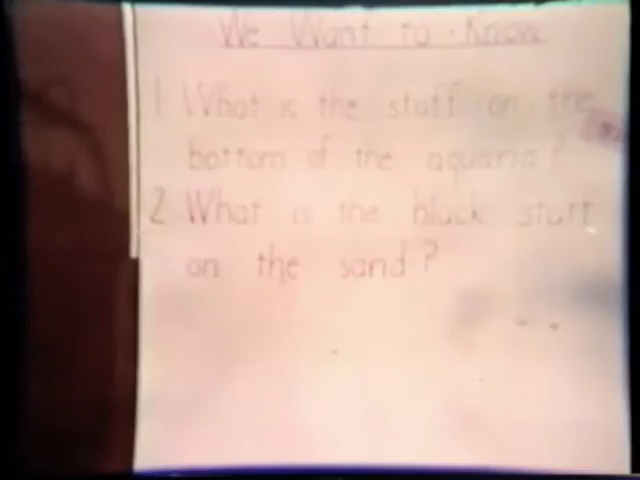 We Want to Know
1 What is the stuff on the
bottom of the aquaria?
2 What is the black stuff
on the sand?